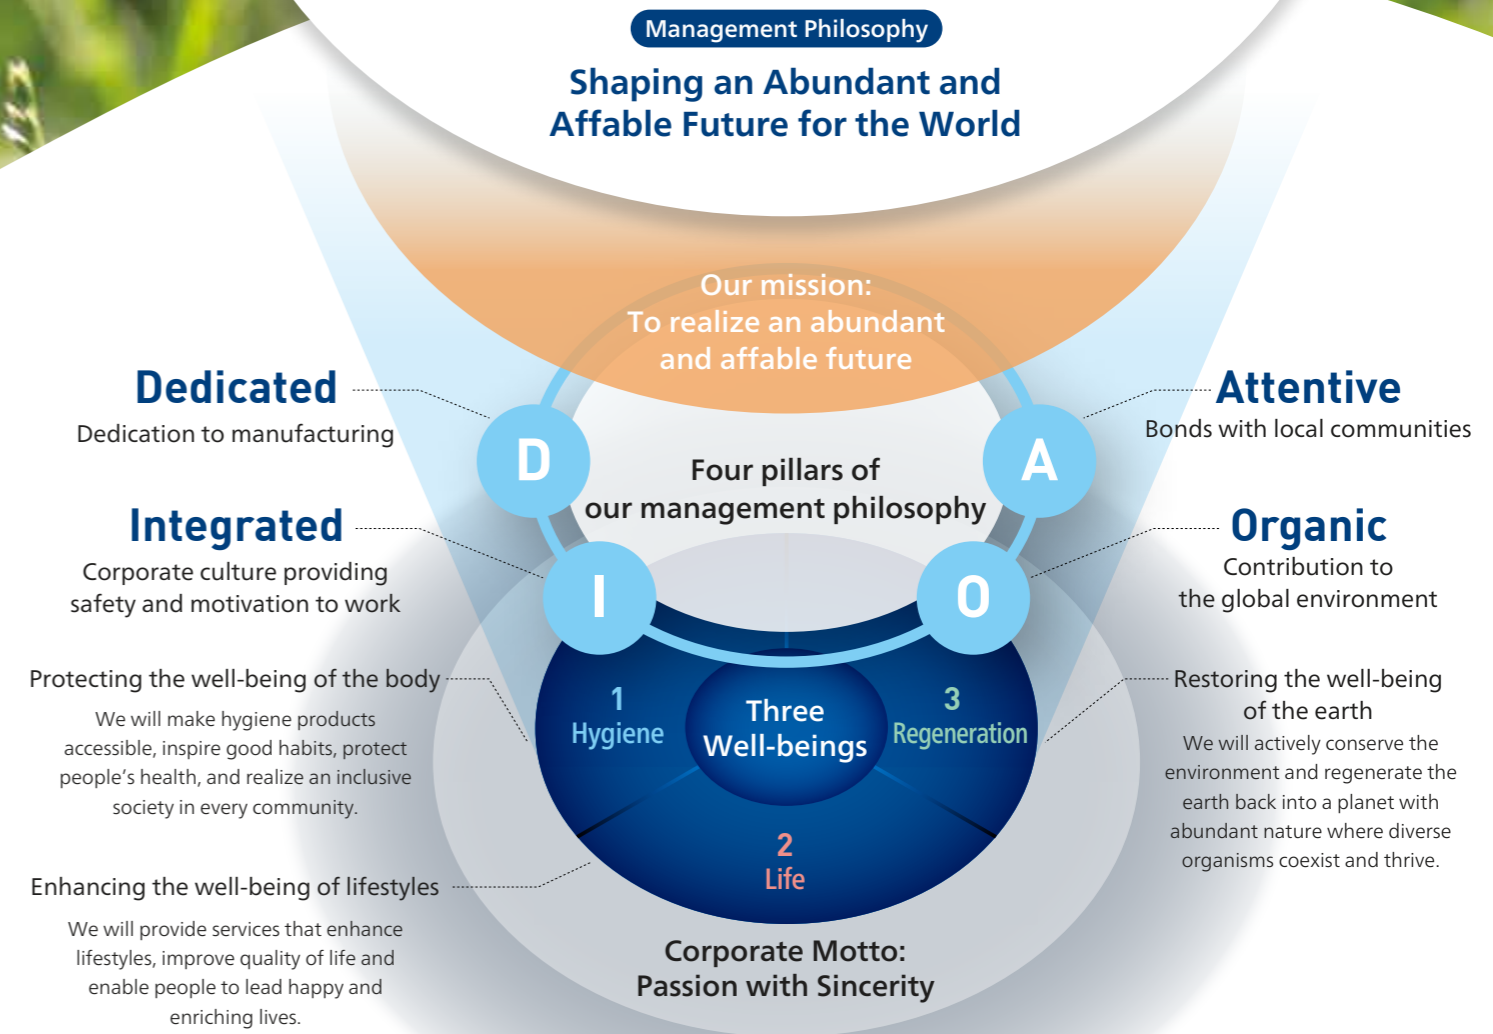 Management Philosophy
Shaping an Abundant and
Affable Future for the World
Our mission:
To realize an abundant
and affable future
Dedicated
Dedication to manufacturing
D
A
Attentive
Bonds with local communities
Four pillars of
our management philosophy
Integrated
Corporate culture providing
safety and motivation to work
I
O
Organic
Contribution to
the global environment
Protecting the well-being of the body
We will make hygiene products
accessible, inspire good habits, protect
people's health, and realize an inclusive
society in every community.
1
Hygiene
Three
Well-beings
3
Regeneration
Restoring the well-being
of the earth
We will actively conserve the
environment and regenerate the
earth back into a planet with
abundant nature where diverse
organisms coexist and thrive.
2
Life
Enhancing the well-being of lifestyles
We will provide services that enhance
lifestyles, improve quality of life and
enable people to lead happy and
enriching lives.
Corporate Motto:
Passion with Sincerity